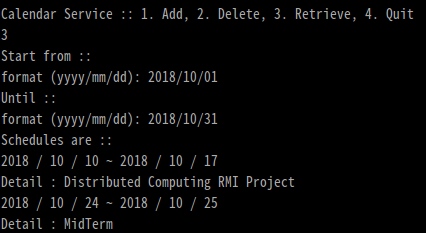 Calendar Service :: 1. Add, 2. Delete, 3. Retrieve, 4. Quit
3
Start from ::
format (yyyy/mm/dd): 2018/10/01
Until ::
format (yyyy/mm/dd): 2018/10/31
Schedules are ::
2018 / 10 / 10 ~ 2018 / 10 / 17
Detail : Distributed Computing RMI Project
2018 / 10 / 24 ~ 2018 / 10 / 25
Detail : MidTerm